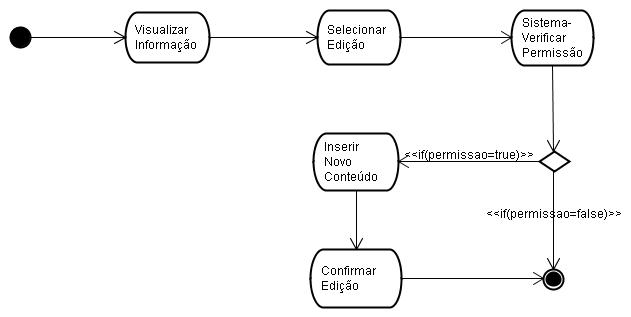 Visualizar
Informação
Selecionar
Edição
Sistema-
Verificar
Permissão
Inserir
Novo
Conteúdo
<<if(permissao=true)>>
<<if(permissao=false)>>
Confirmar
Edição